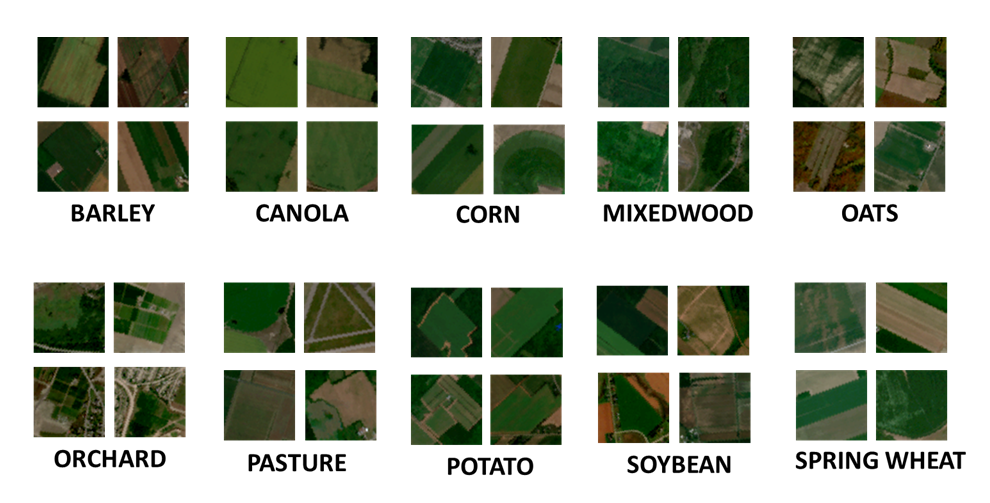 BARLEY
CANOLA
CORN
MIXEDWOOD
OATS
ORCHARD
PASTURE
POTATO
SOYBEAN
SPRING WHEAT